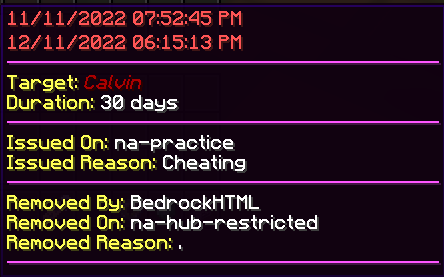 11/11/2022 07:52:45 PM
12/11/2022 06:15:13 PM
Target: Calvin
Duration: 30 days
Issued On: na-practice
Issued Reason: Cheating
Removed By: BedrockHTML
Removed On: na-hub-restricted
Removed Reason: .